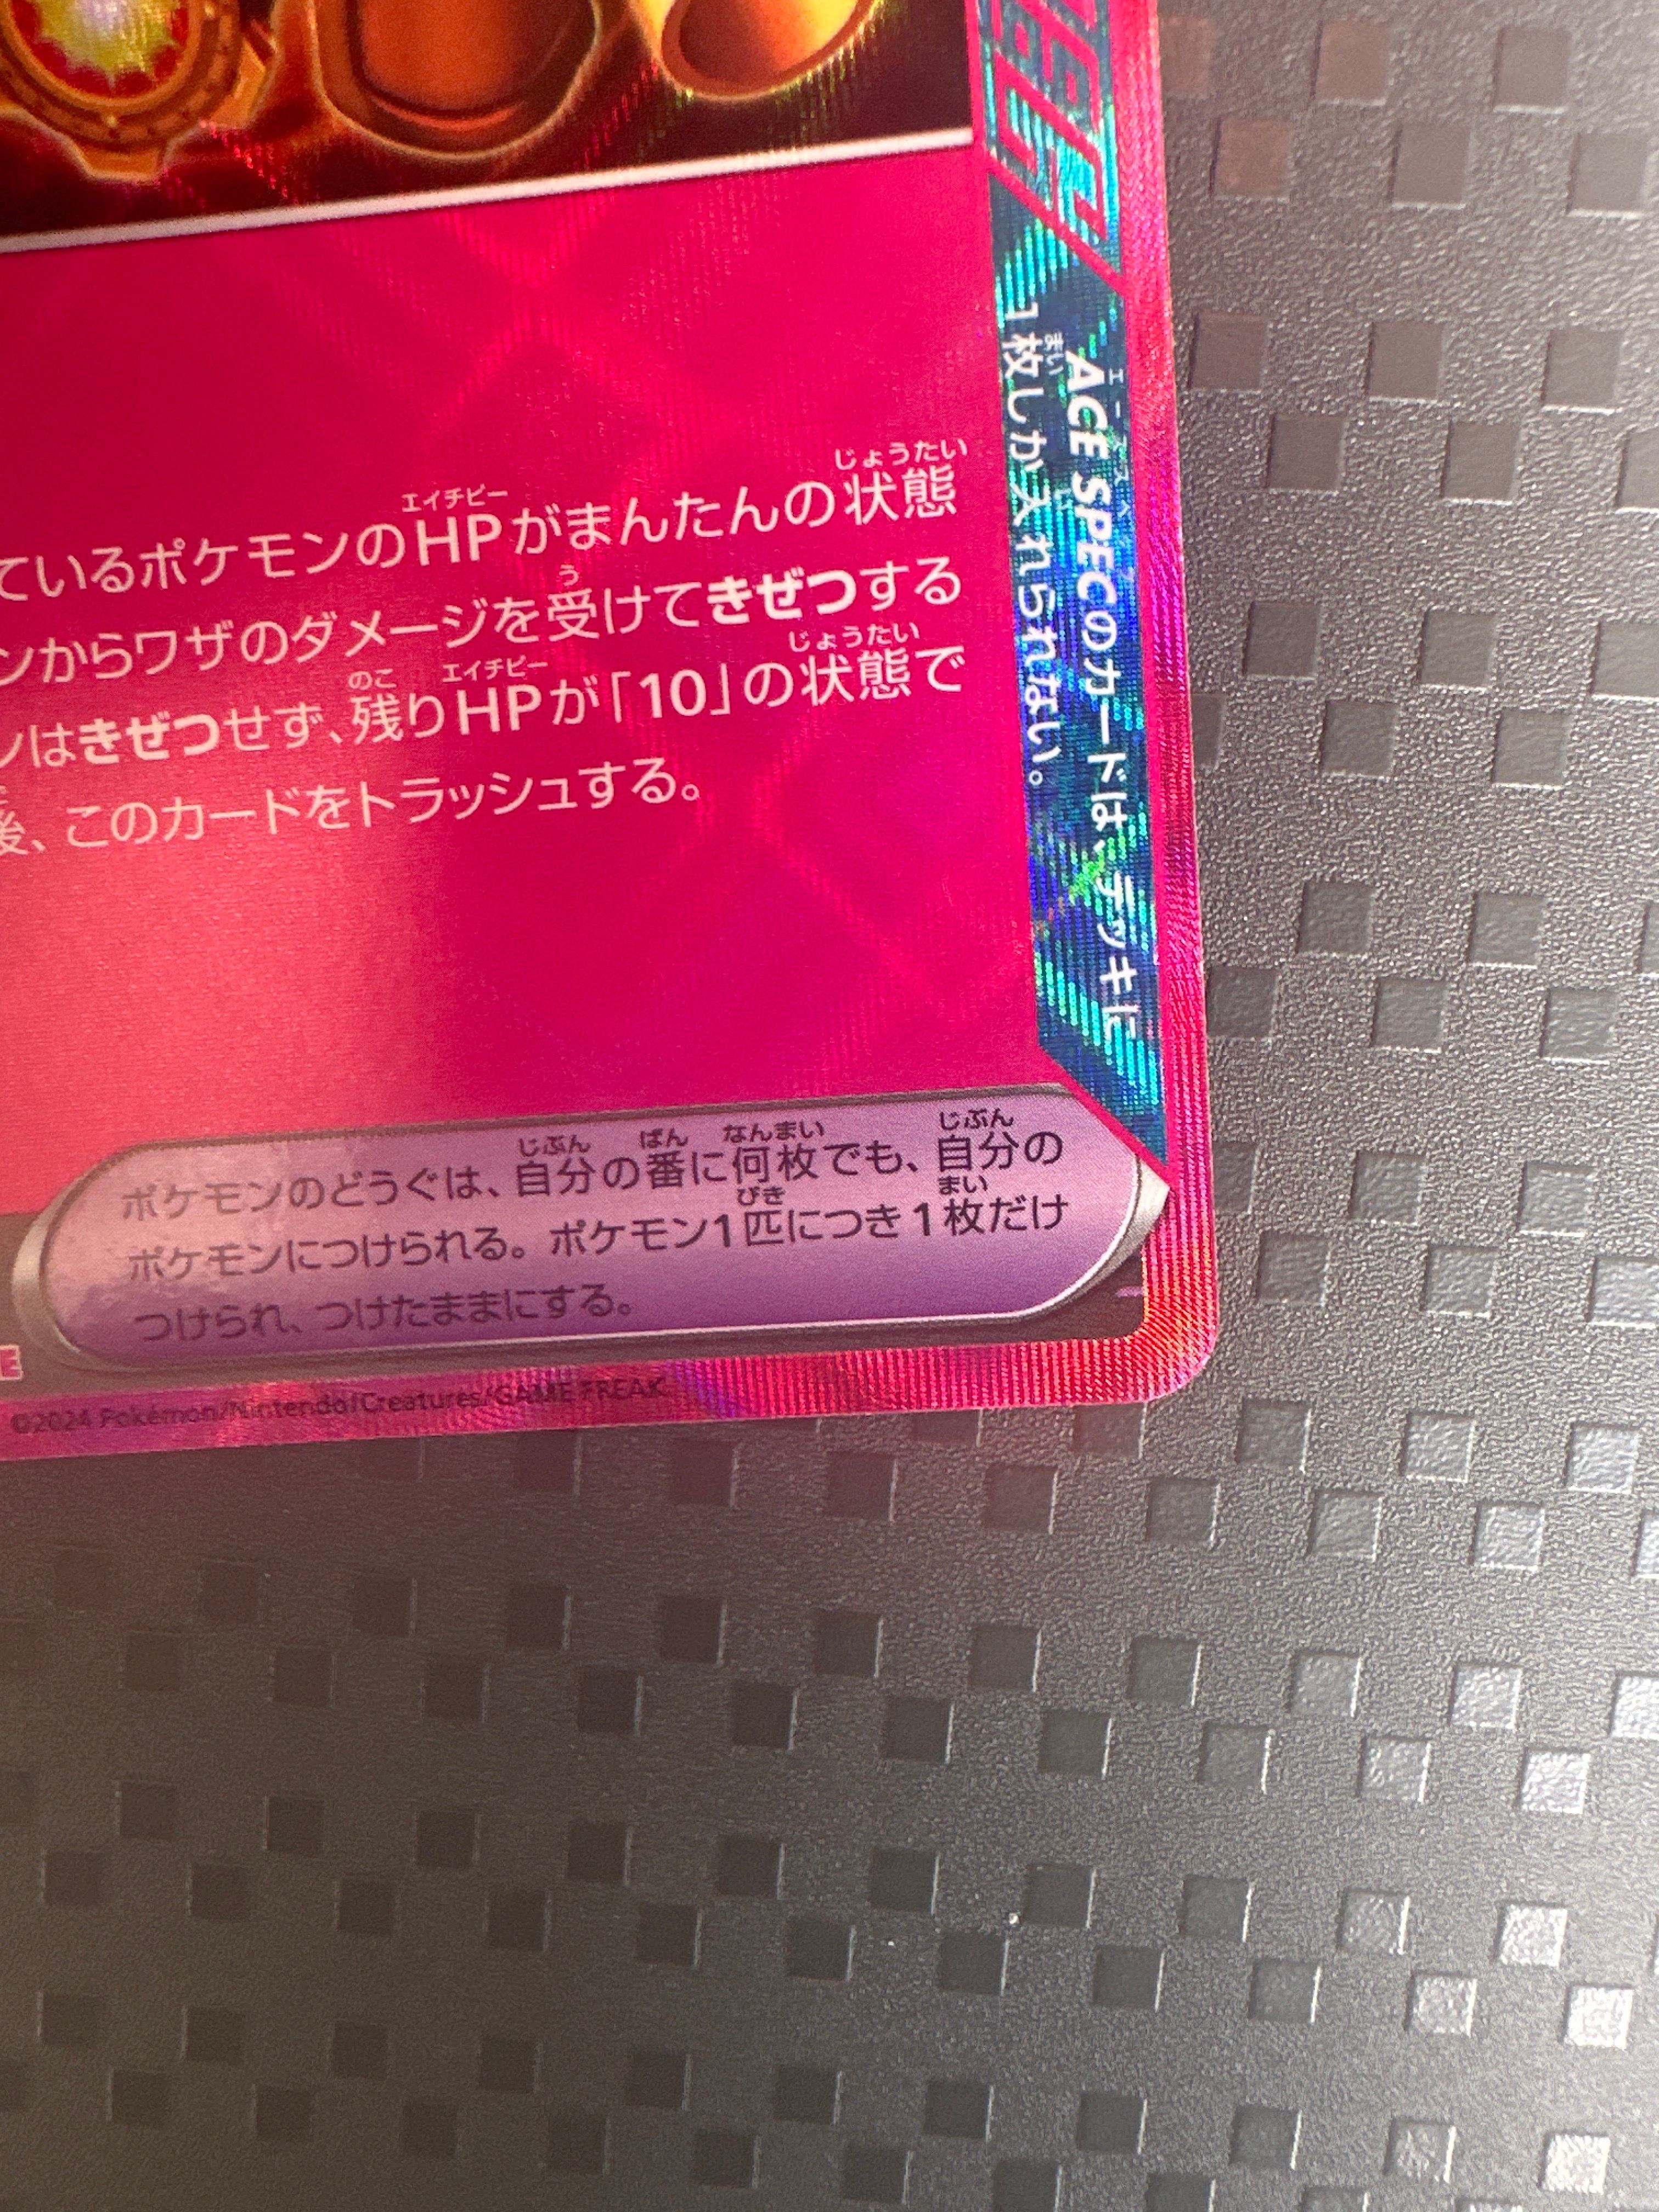 ているポケモンのHPがまんたんの状態
ンからワザのダメージを受けてきぜつする
ンはきぜつせず、残りHPが「10」の状態で
後、このカードをトラッシュする。
ACE SPECのカードは、デッキに
1枚しか入れられない。
ポケモンのどうぐは、自分の番に何枚でも、自分の
ポケモンにつけられる。ポケモン1匹につき1枚だけ
つけられ、つけたままにする。
©2024 Pokémon/Nintendo/Creatures/GAME FREAK